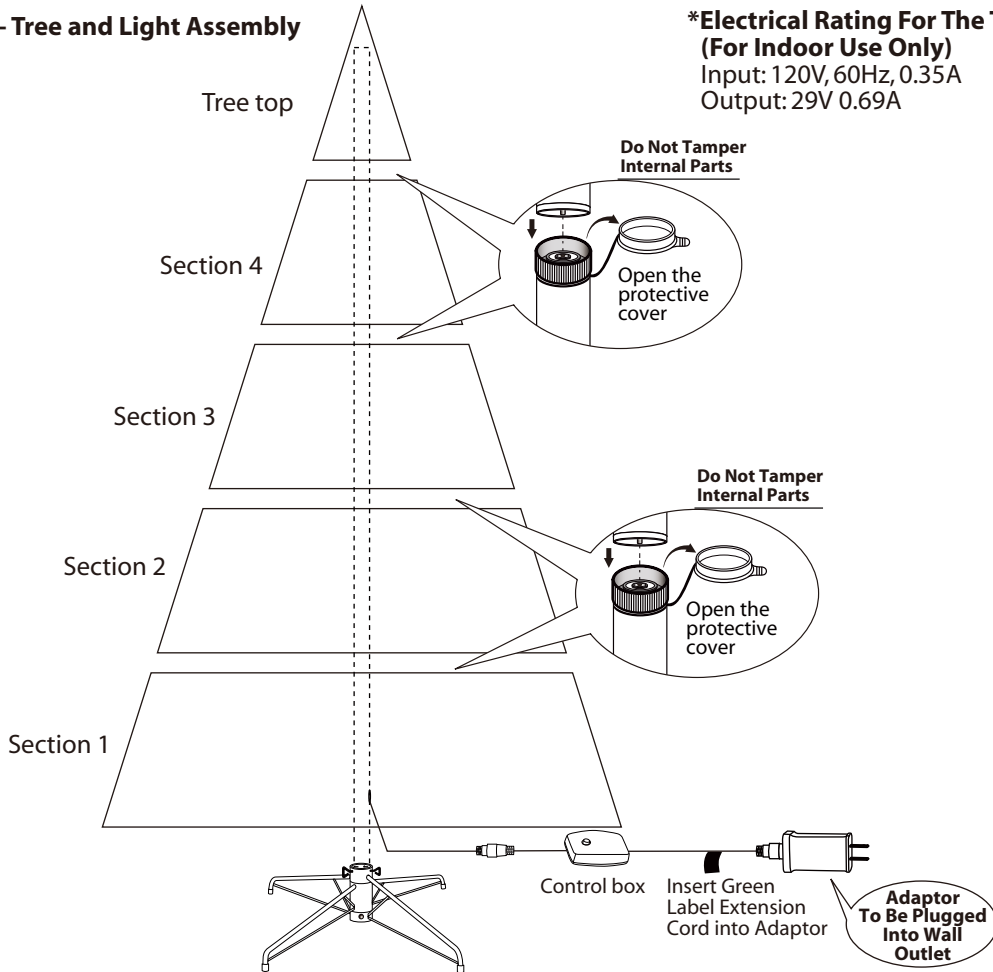 - Tree and Light Assembly
*Electrical Rating For The
(For Indoor Use Only)
Input: 120V, 60Hz, 0.35A
Output: 29V 0.69A
Tree top
Do Not Tamper
Internal Parts
Open the
protective
cover
Section 4
Section 3
Do Not Tamper
Internal Parts
Open the
protective
cover
Section 2
Section 1
Control box
Insert Green
Label Extension
Cord into Adaptor
Adaptor
To Be Plugged
Into Wall
Outlet